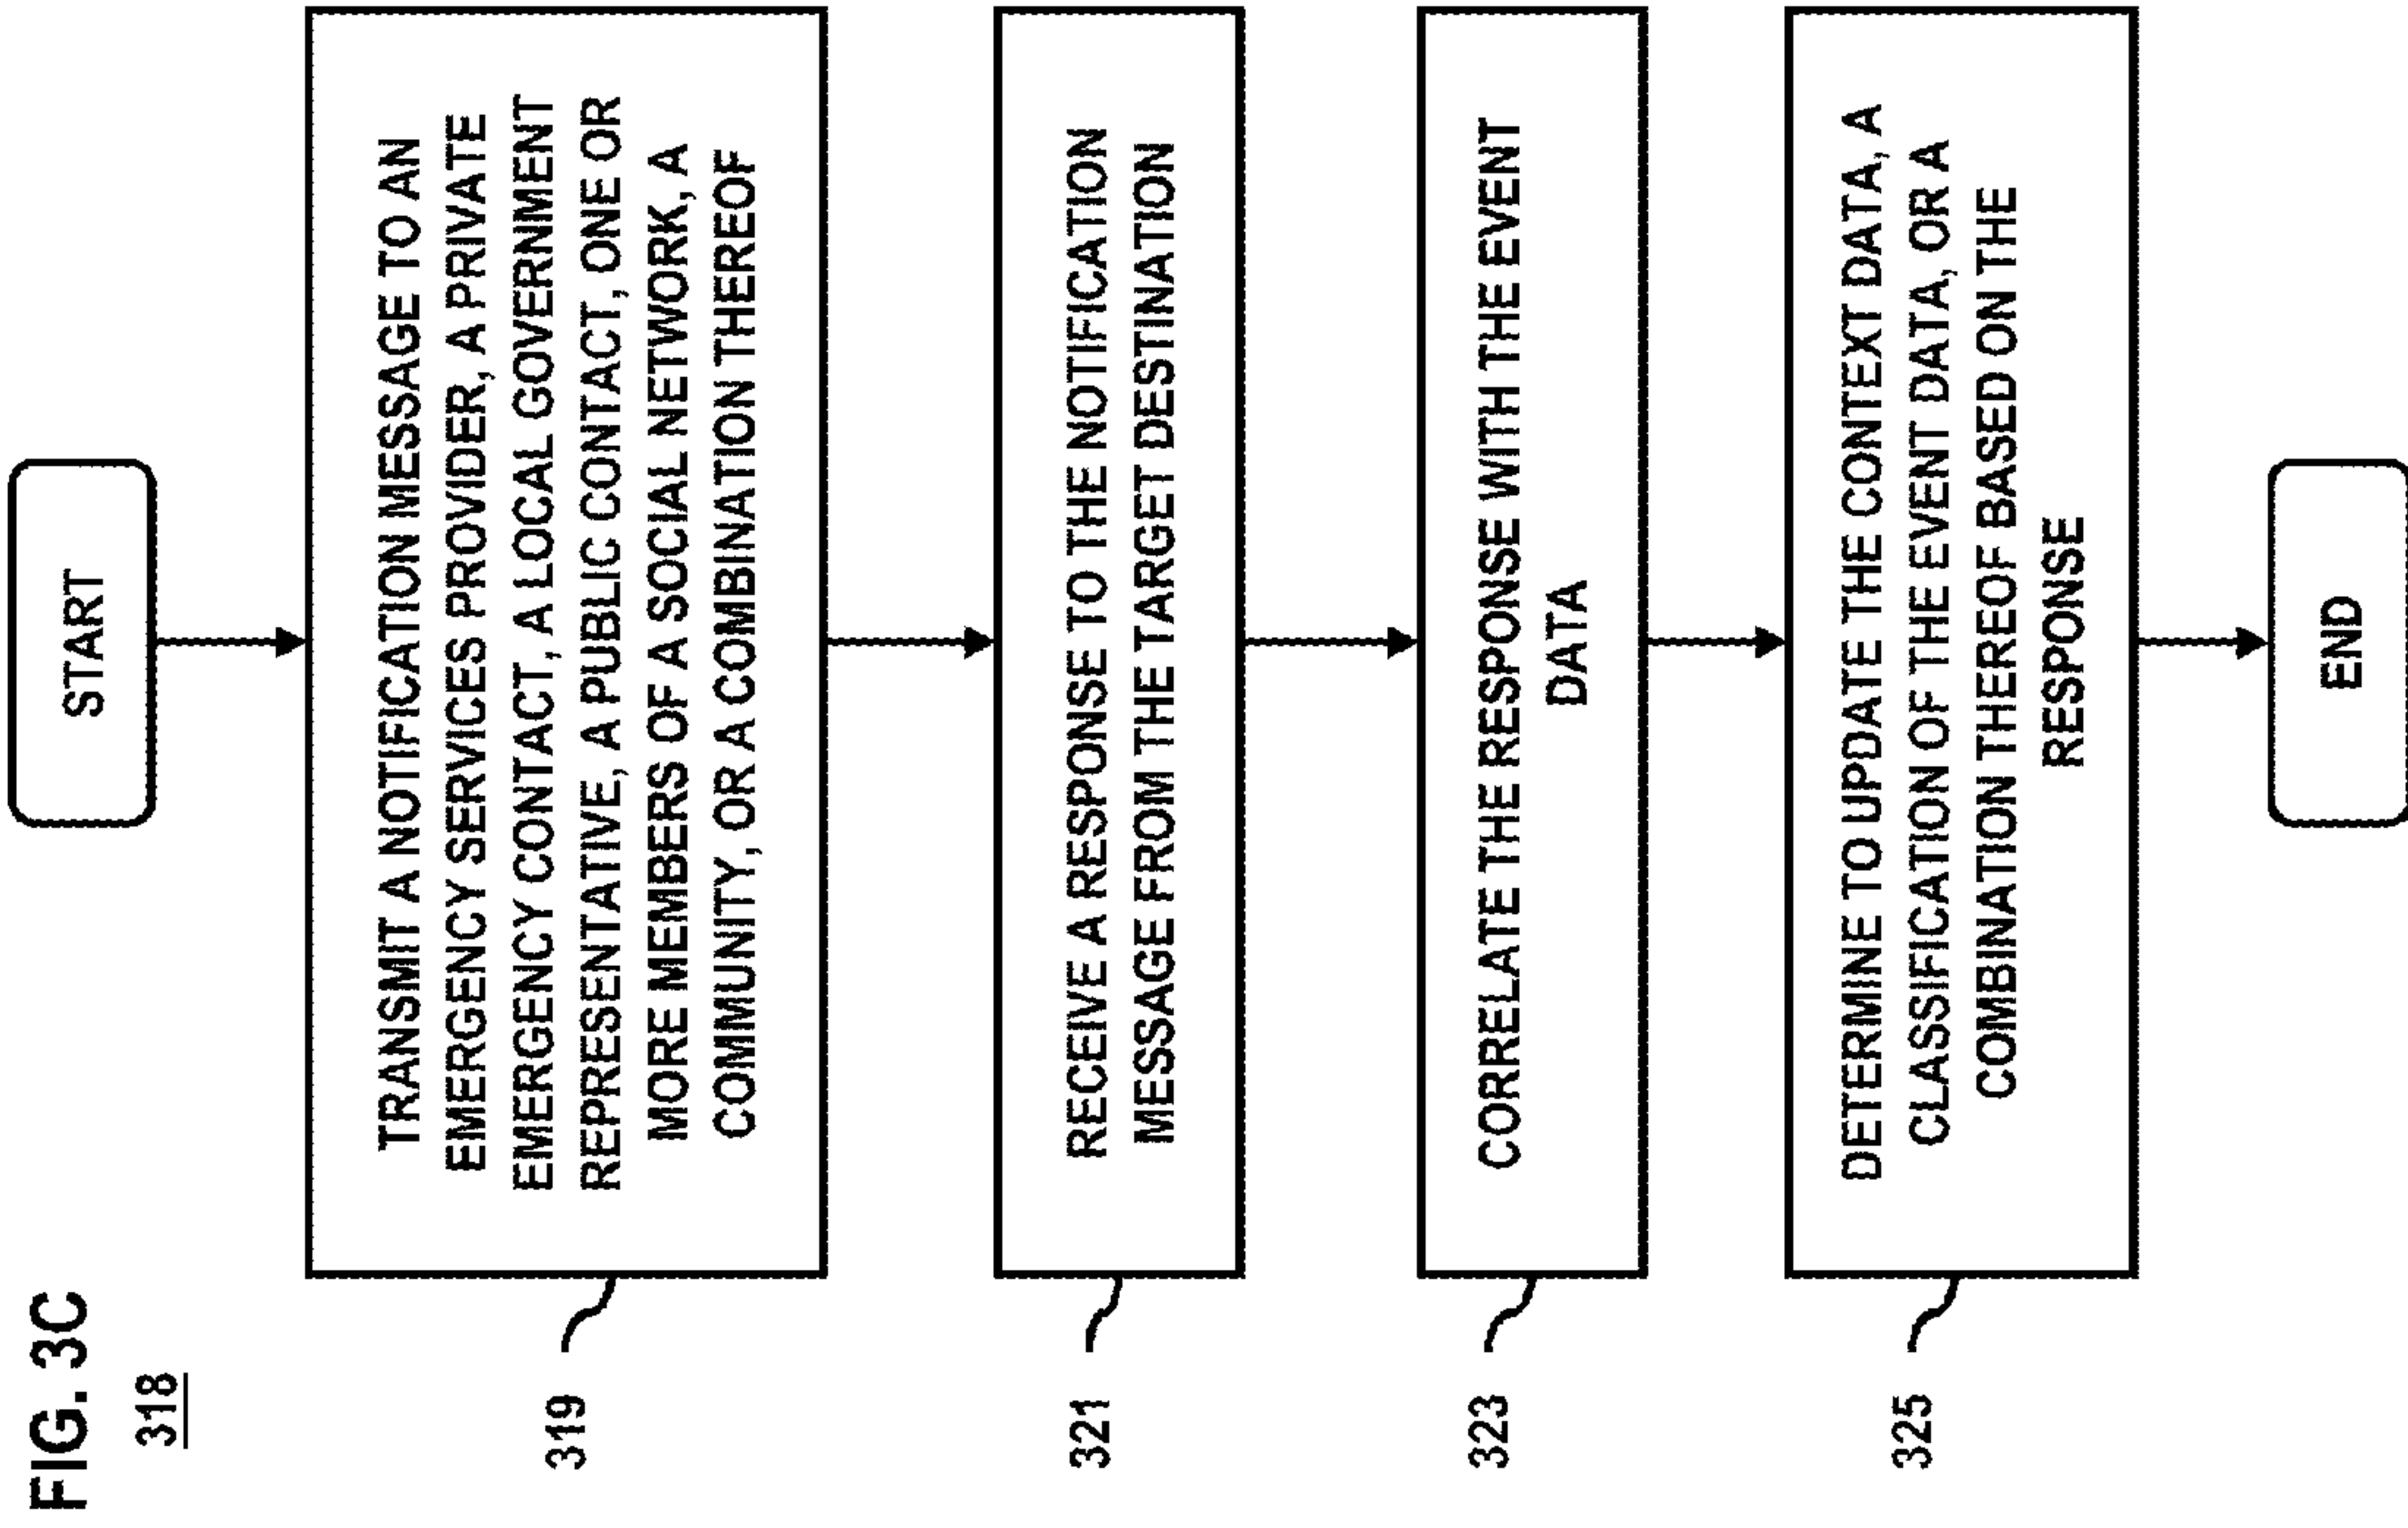 FIG. 3C
318
START
TRANSMIT A NOTIFICATION MESSAGE TO AN
EMERGENCY SERVICES PROVIDER, A PRIVATE
EMERGENCY CONTACT, A LOCAL GOVERNMENT
REPRESENTATIVE, A PUBLIC CONTACT, ONE OR
MORE MEMBERS OF A SOCIAL NETWORK, A
COMMUNITY, OR A COMBINATION THEREOF
319
RECEIVE A RESPONSE TO THE NOTIFICATION
MESSAGE FROM THE TARGET DESTINATION
321
CORRELATE THE RESPONSE WITH THE EVENT
DATA
323
DETERMINE TO UPDATE THE CONTEXT DATA, A
CLASSIFICATION OF THE EVENT DATA, OR A
COMBINATION THEREOF BASED ON THE
RESPONSE
325
END